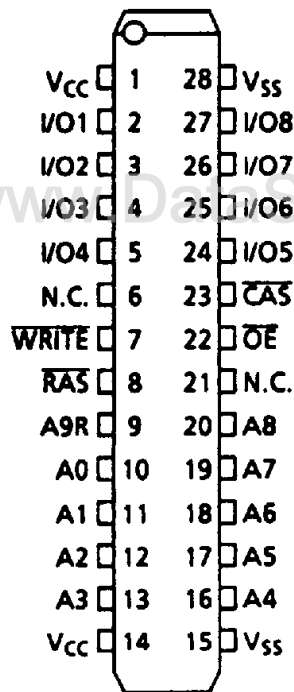 VCC 1 28 VSS
I/O1 2 27 I/O8
I/O2 3 26 I/O7
www.DataS
I/O3 4 25 I/O6
I/O4 5 24 I/O5
N.C. 6 23 CAS
WRITE 7 22 OE
RAS 8 21 N.C.
A9R 9 20 A8
A0 10 19 A7
A1 11 18 A6
A2 12 17 A5
A3 13 16 A4
VCC 14 15 VSS